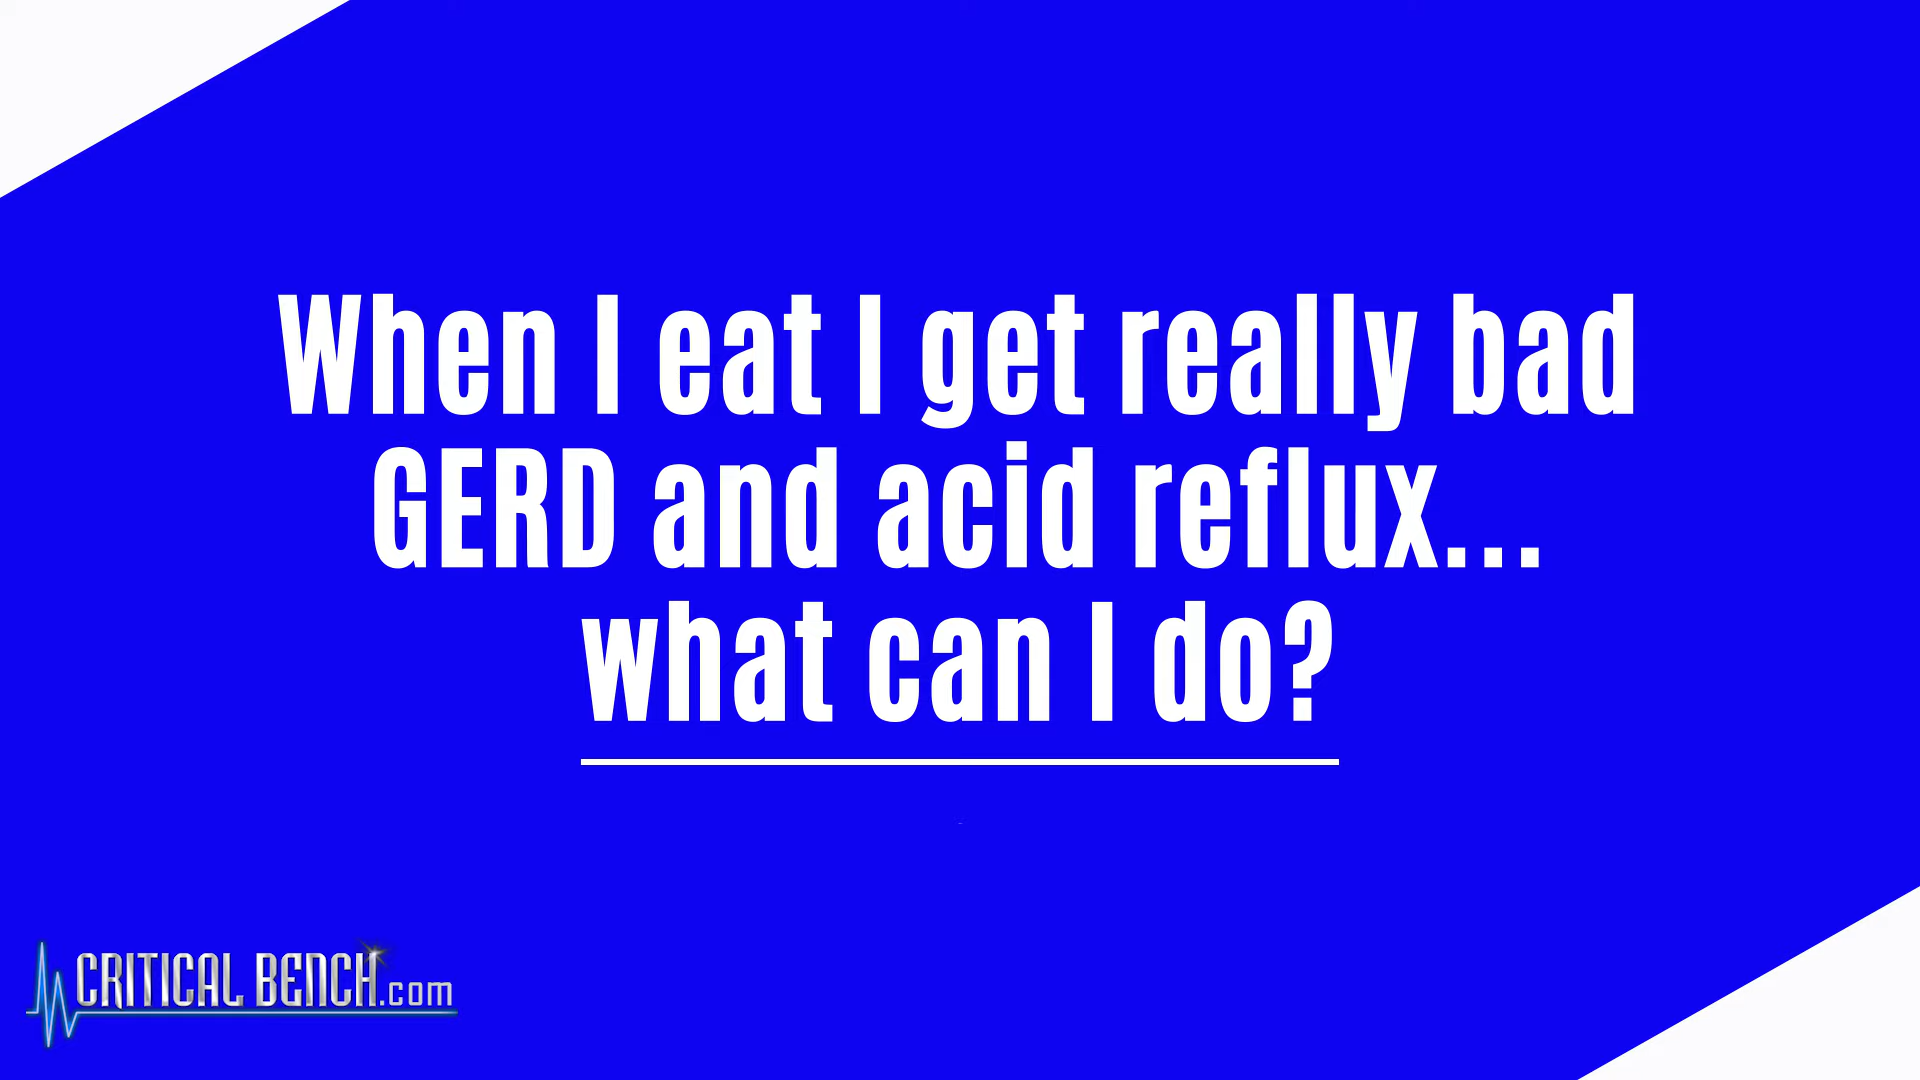 When I eat I get really bad
GERD and acid reflux...
what can I do?
CRITICAL BENCH.com